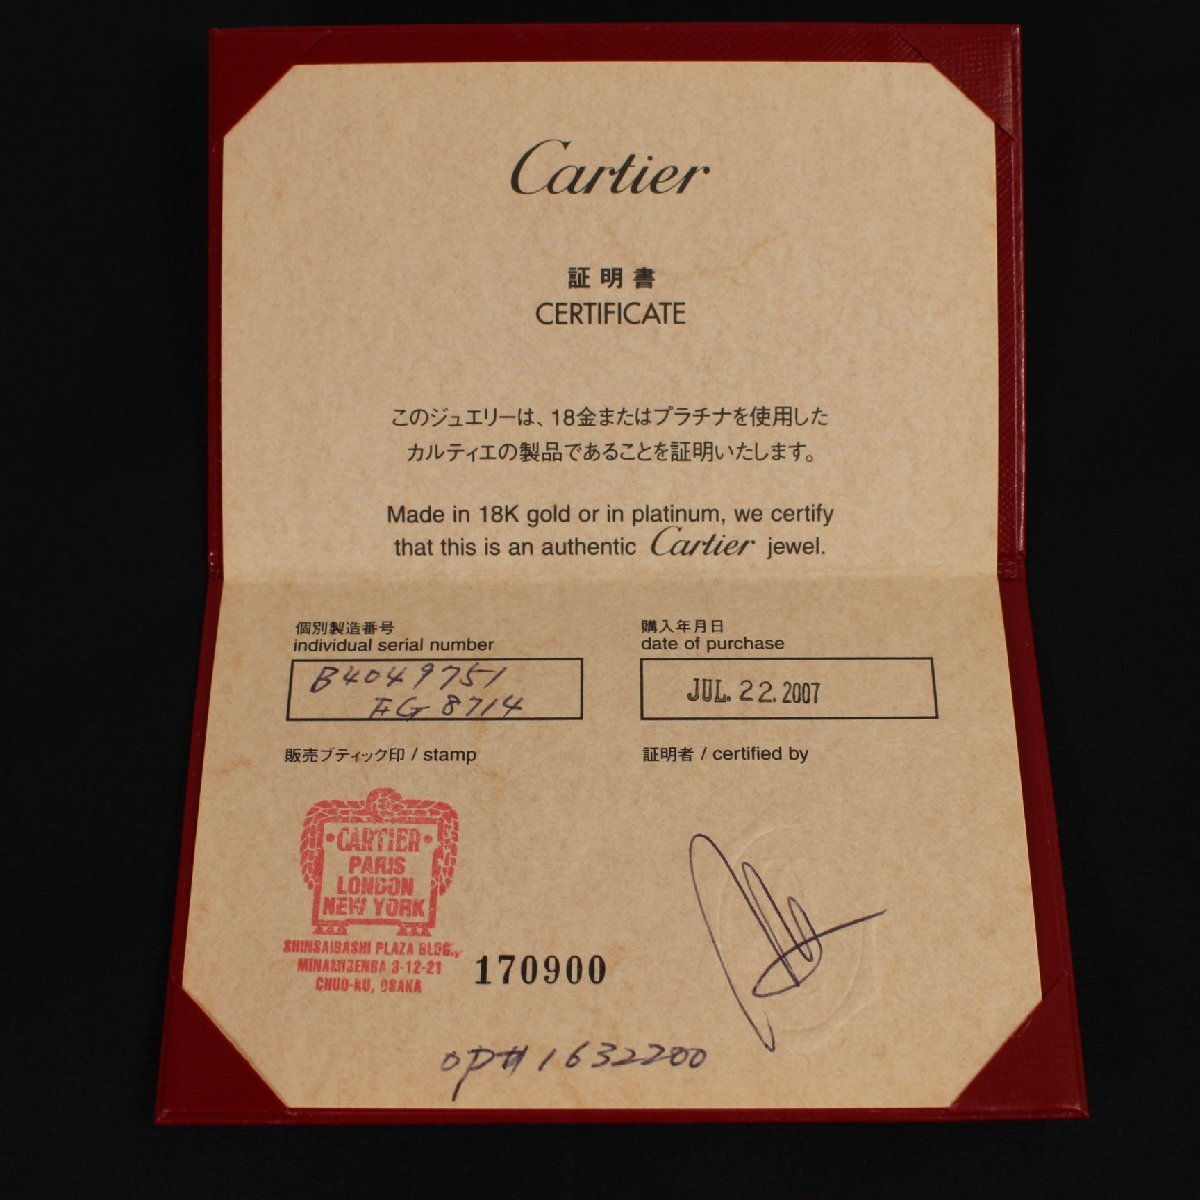 Cartier
証明書
CERTIFICATE
このジュエリーは、18金またはプラチナを使用した
カルティエの製品であることを証明いたします。
Made in 18K gold or in platinum, we certify
that this is an authentic Cartier jewel.
個別製造番号
individual serial number
B4049751
FG 8714
購入年月日
date of purchase
JUL. 22. 2007
販売ブティック印 / stamp
証明者 / certified by
CARTIER
PARIS
LONDON
NEW YORK
SHINSAIBASHI PLAZA BLDG.,
MINAMISENBA 3-12-21
CHUO-KU, OSAKA
170900
OP# 1632200